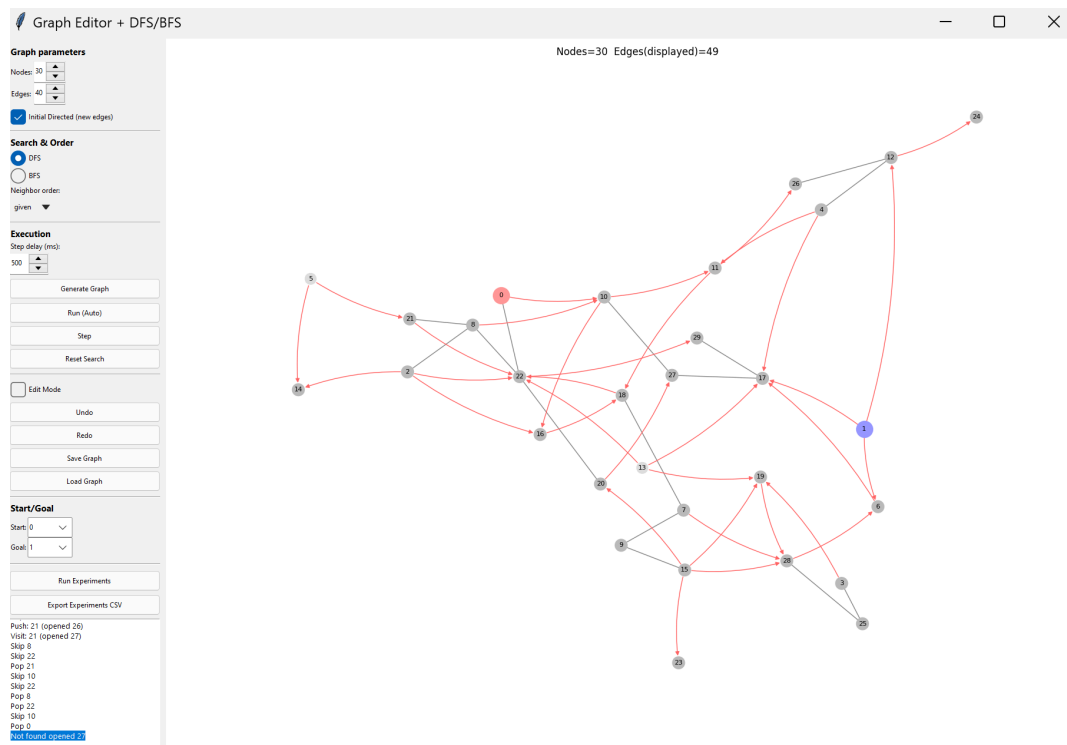 Graph Editor + DFS/BFS
Graph parameters
Nodes: 30
Edges: 40
Initial Directed (new edges)
Search & Order
DFS
BFS
Neighbor order:
given
Execution
Step delay (ms):
500
Generate Graph
Run (Auto)
Step
Reset Search
Edit Mode
Undo
Redo
Save Graph
Load Graph
Start/Goal
Start: 0
Goal: 1
Run Experiments
Export Experiments CSV
Push: 21 (opened 26)
Visit: 21 (opened 27)
Skip 8
Skip 22
Pop 21
Skip 10
Skip 22
Pop 8
Pop 22
Skip 10
Pop 0
Not found opened 27
Nodes=30 Edges(displayed)=49
24
12
26
4
11
5
0
10
21
8
29
2
22
27
17
14
18
1
16
13
19
20
6
7
9
28
15
3
25
23